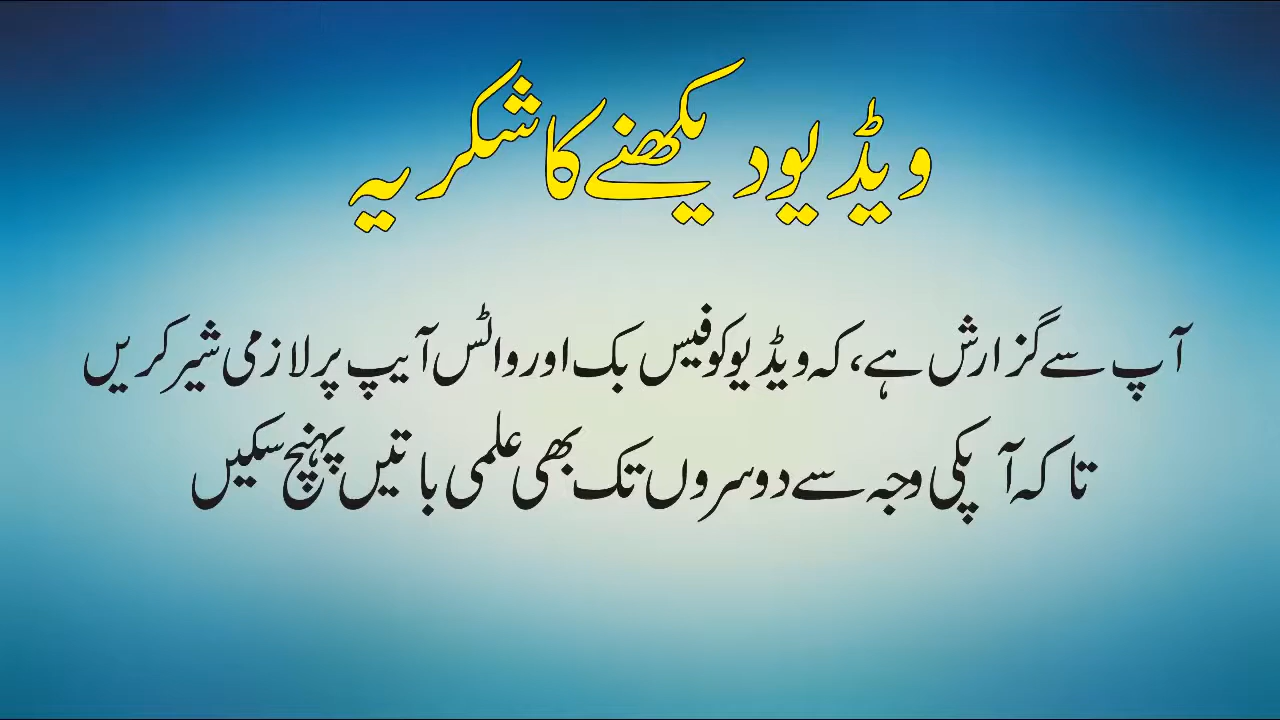 ویڈیو دیکھنے کا شکریہ
آپ سے گزارش ہے، کہ ویڈیو کو فیس بک اور واٹس آیپ پر لازمی شیر کریں
تا کہ آپکی وجہ سے دوسروں تک بھی علمی باتیں پہنچ سکیں